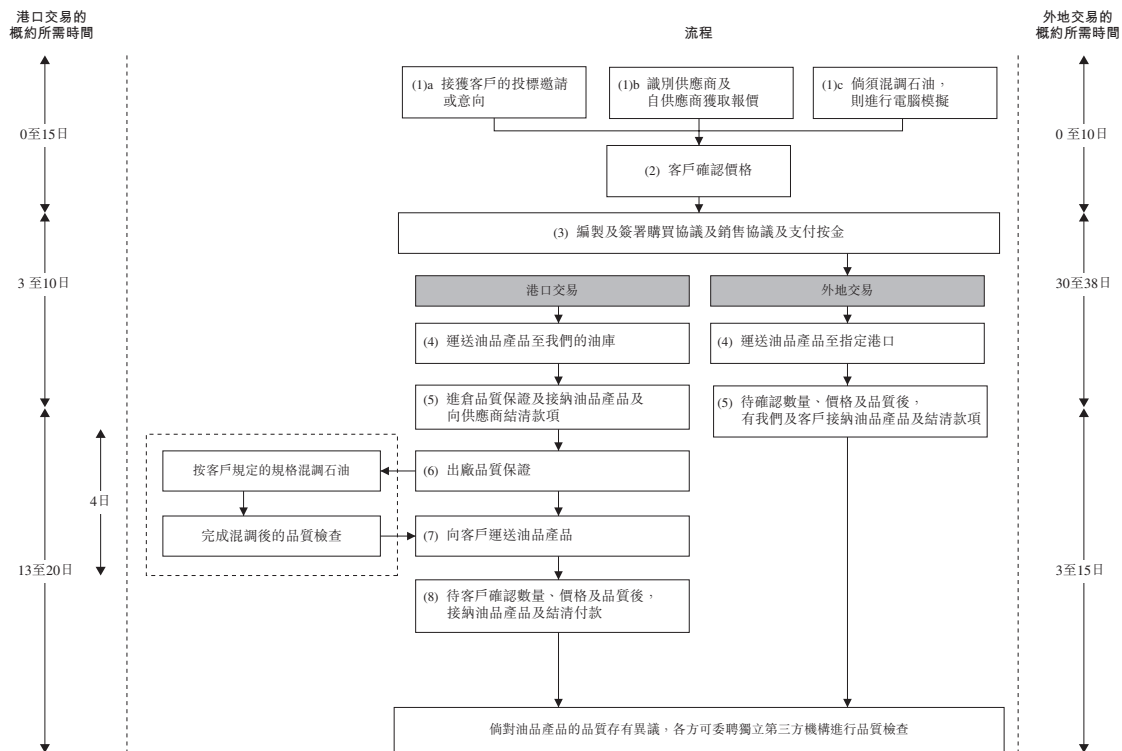 港口交易的
概約所需時間
流程
外地交易的
概約所需時間
(1)a 接獲客戶的投標邀請
或意向
(1)b 識別供應商及
自供應商獲取報價
(1)c 倘須混調石油，
則進行電腦模擬
0至15日
0 至10日
(2) 客戶確認價格
(3) 編製及簽署購買協議及銷售協議及支付按金
3 至10日
30至38日
港口交易
外地交易
(4) 運送油品產品至我們的油庫
(4) 運送油品產品至指定港口
(5) 進倉品質保證及接納油品產品及
向供應商結清款項
(5) 待確認數量、價格及品質後，
有我們及客戶接納油品產品及結清款項
按客戶規定的規格混調石油
(6) 出廠品質保證
4日
完成混調後的品質檢查
(7) 向客戶運送油品產品
13至20日
3至15日
(8) 待客戶確認數量、價格及品質後，
接納油品產品及結清付款
倘對油品產品的品質存有異議，各方可委聘獨立第三方機構進行品質檢查